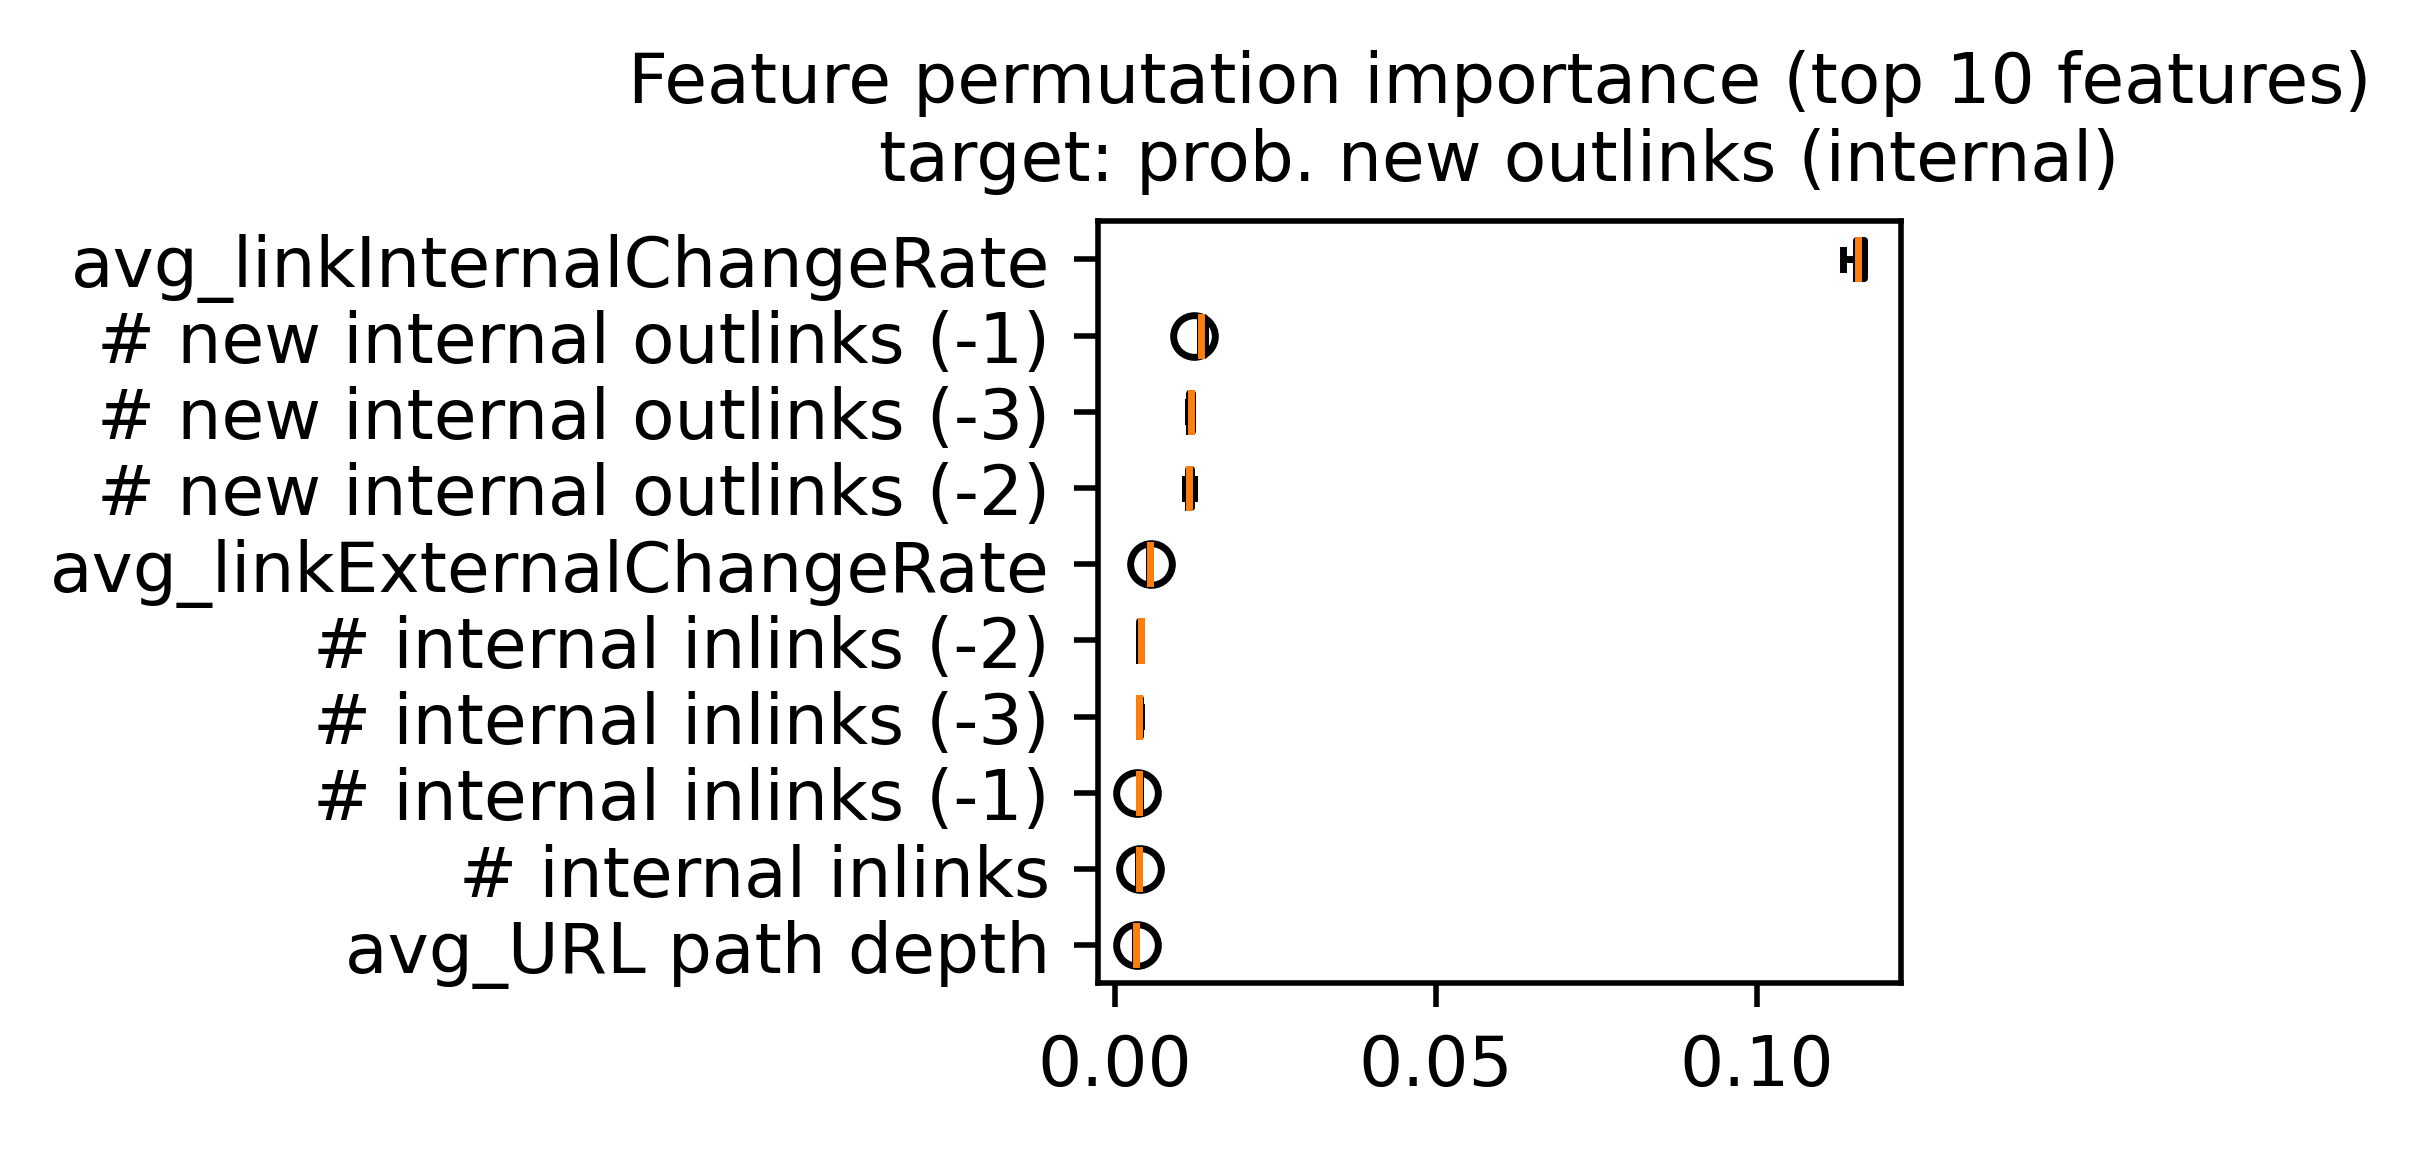 Feature permutation importance (top 10 features)
target: prob. new outlinks (internal)
avg_linkInternalChangeRate
# new internal outlinks (-1)
# new internal outlinks (-3)
# new internal outlinks (-2)
avg_linkExternalChangeRate
# internal inlinks (-2)
# internal inlinks (-3)
# internal inlinks (-1)
# internal inlinks
avg_URL path depth
0.00 0.05 0.10